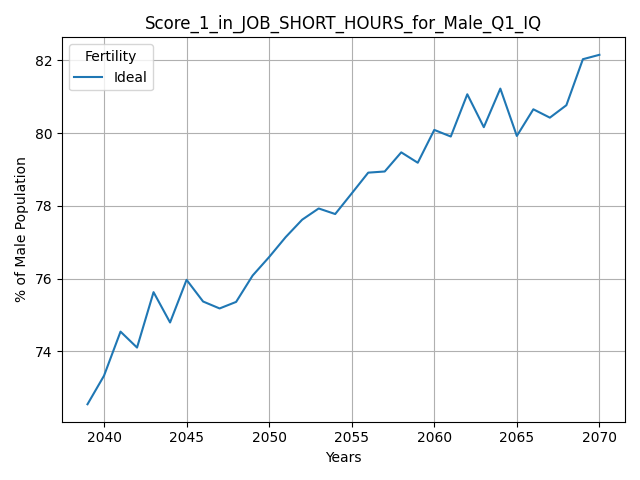 Score_1_in_JOB_SHORT_HOURS_for_Male_Q1_IQ
Fertility
Ideal
% of Male Population
82
80
78
76
74
2040 2045 2050 2055 2060 2065 2070
Years